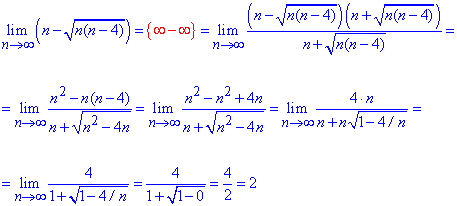 lim_{n→∞} (n − √(n(n−4))) = {∞ − ∞} = lim_{n→∞} ((n − √(n(n−4)))(n + √(n(n−4)))) / (n + √(n(n−4))) =
= lim_{n→∞} (n² − n(n−4)) / (n + √(n² − 4n)) = lim_{n→∞} (n² − n² + 4n) / (n + √(n² − 4n)) = lim_{n→∞} (4·n) / (n + n√(1−4/n)) =
= lim_{n→∞} 4 / (1 + √(1−4/n)) = 4 / (1 + √(1−0)) = 4/2 = 2